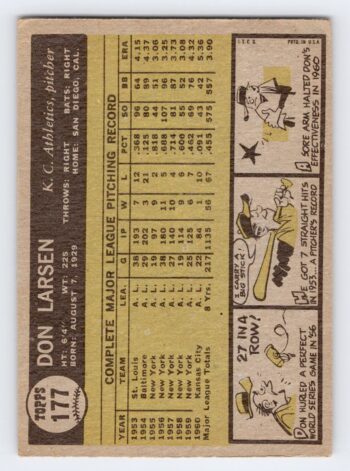 TOPPS
177
DON LARSEN
K. C. Athletics, pitcher
HT: 6'4" WT: 225 THROWS: RIGHT BATS: RIGHT
BORN: AUGUST 7, 1929 HOME: SAN DIEGO, CAL.
COMPLETE MAJOR LEAGUE PITCHING RECORD
YEAR TEAM LEA. G IP W L PCT SO BB ERA
1953 St. Louis A. L. 38 193 7 12 .368 96 64 4.15
1954 Baltimore A. L. 29 202 3 21 .125 80 89 4.37
1955 New York A. L. 19 97 9 2 .818 44 51 3.07
1956 New York A. L. 38 180 11 5 .688 107 96 3.25
1957 New York A. L. 27 140 10 4 .714 81 87 3.73
1958 New York A. L. 19 114 9 6 .600 55 52 3.08
1959 New York A. L. 25 125 6 7 .462 69 76 4.32
1960 Kansas City A. L. 22 84 1 10 .091 43 42 5.36
Major League Totals 8 Yrs. 217 1135 56 67 .455 575 557 3.90
27 IN A
ROW!
DON HURLED A PERFECT
WORLD SERIES GAME IN '56
I CARRY A
BIG STICK!
HE GOT 7 STRAIGHT HITS
IN 1953...A PITCHER'S RECORD
© T. C. G. PRTD. IN U.S.A.
A SORE ARM HALTED DON'S
EFFECTIVENESS IN 1960